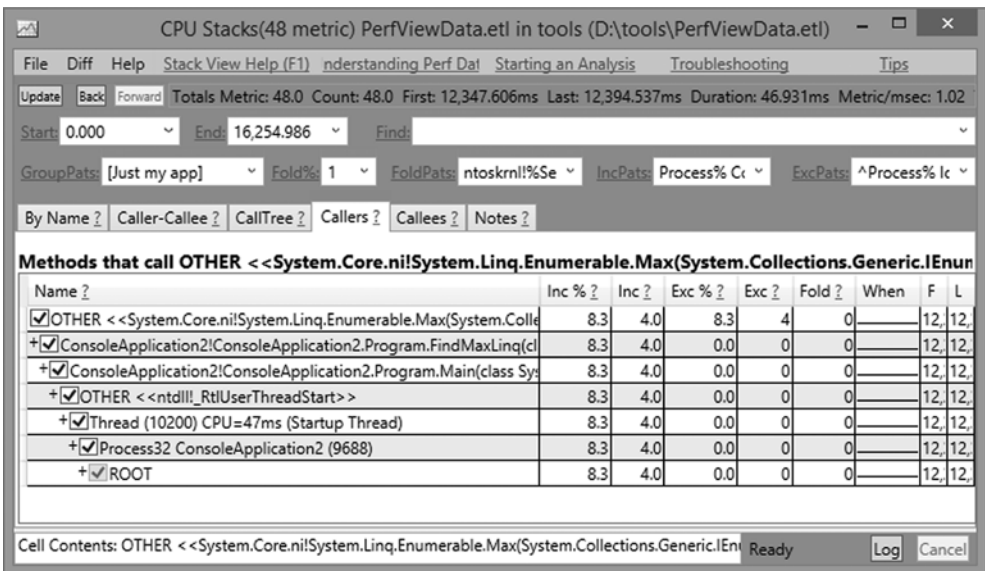 CPU Stacks(48 metric) PerfViewData.etl in tools (D:\tools\PerfViewData.etl)
File Diff Help Stack View Help (F1) nderstanding Perf Dat Starting an Analysis Troubleshooting Tips
Update Back Forward Totals Metric: 48.0 Count: 48.0 First: 12,347.606ms Last: 12,394.537ms Duration: 46.931ms Metric/msec: 1.02
Start: 0.000 End: 16,254.986 Find:
GroupPats: [Just my app] Fold%: 1 FoldPats: ntoskrnl!%Se IncPats: Process% Cc ExcPats: ^Process% Ic
By Name ? Caller-Callee ? CallTree ? Callers ? Callees ? Notes ?
Methods that call OTHER <<System.Core.ni!System.Linq.Enumerable.Max(System.Collections.Generic.IEnun
Name ? Inc % ? Inc ? Exc % ? Exc ? Fold ? When F L
OTHER <<System.Core.ni!System.Linq.Enumerable.Max(System.Colle 8.3 4.0 8.3 4 0 12, 12,
+ ConsoleApplication2!ConsoleApplication2.Program.FindMaxLinq(cl 8.3 4.0 0.0 0 0 12, 12,
+ ConsoleApplication2!ConsoleApplication2.Program.Main(class Sys 8.3 4.0 0.0 0 0 12, 12,
+ OTHER <<ntdll!_RtlUserThreadStart>> 8.3 4.0 0.0 0 0 12, 12,
+ Thread (10200) CPU=47ms (Startup Thread) 8.3 4.0 0.0 0 0 12, 12,
+ Process32 ConsoleApplication2 (9688) 8.3 4.0 0.0 0 0 12, 12,
+ ROOT 8.3 4.0 0.0 0 0 12, 12,
Cell Contents: OTHER <<System.Core.ni!System.Linq.Enumerable.Max(System.Collections.Generic.IEnu Ready Log Cancel